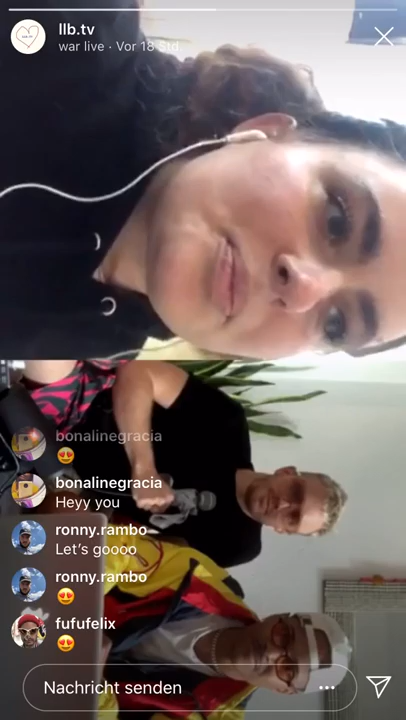 llb.tv
war live · Vor 18 Std.
bonalinegracia
😍
bonalinegracia
Heyy you
ronny.rambo
Let's goooo
ronny.rambo
😍
fufufelix
😍
Nachricht senden